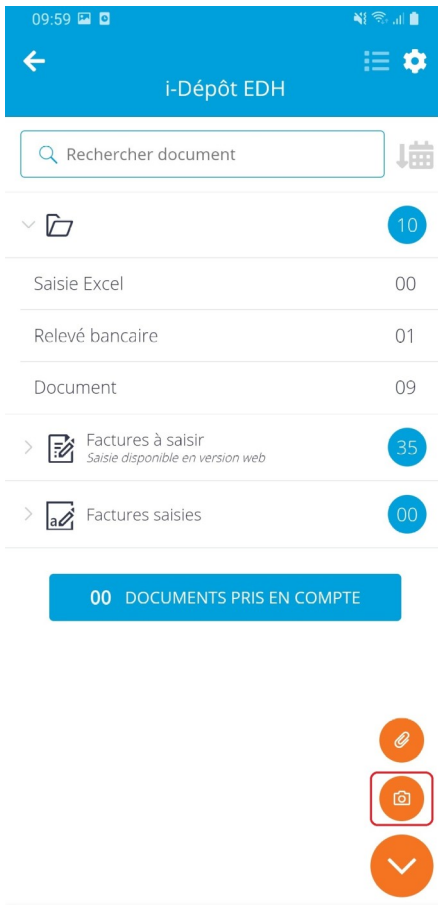 09:59
i-Dépôt EDH
Rechercher document
10
Saisie Excel 00
Relevé bancaire 01
Document 09
Factures à saisir 35
Saisie disponible en version web
a Factures saisies 00
00 DOCUMENTS PRIS EN COMPTE